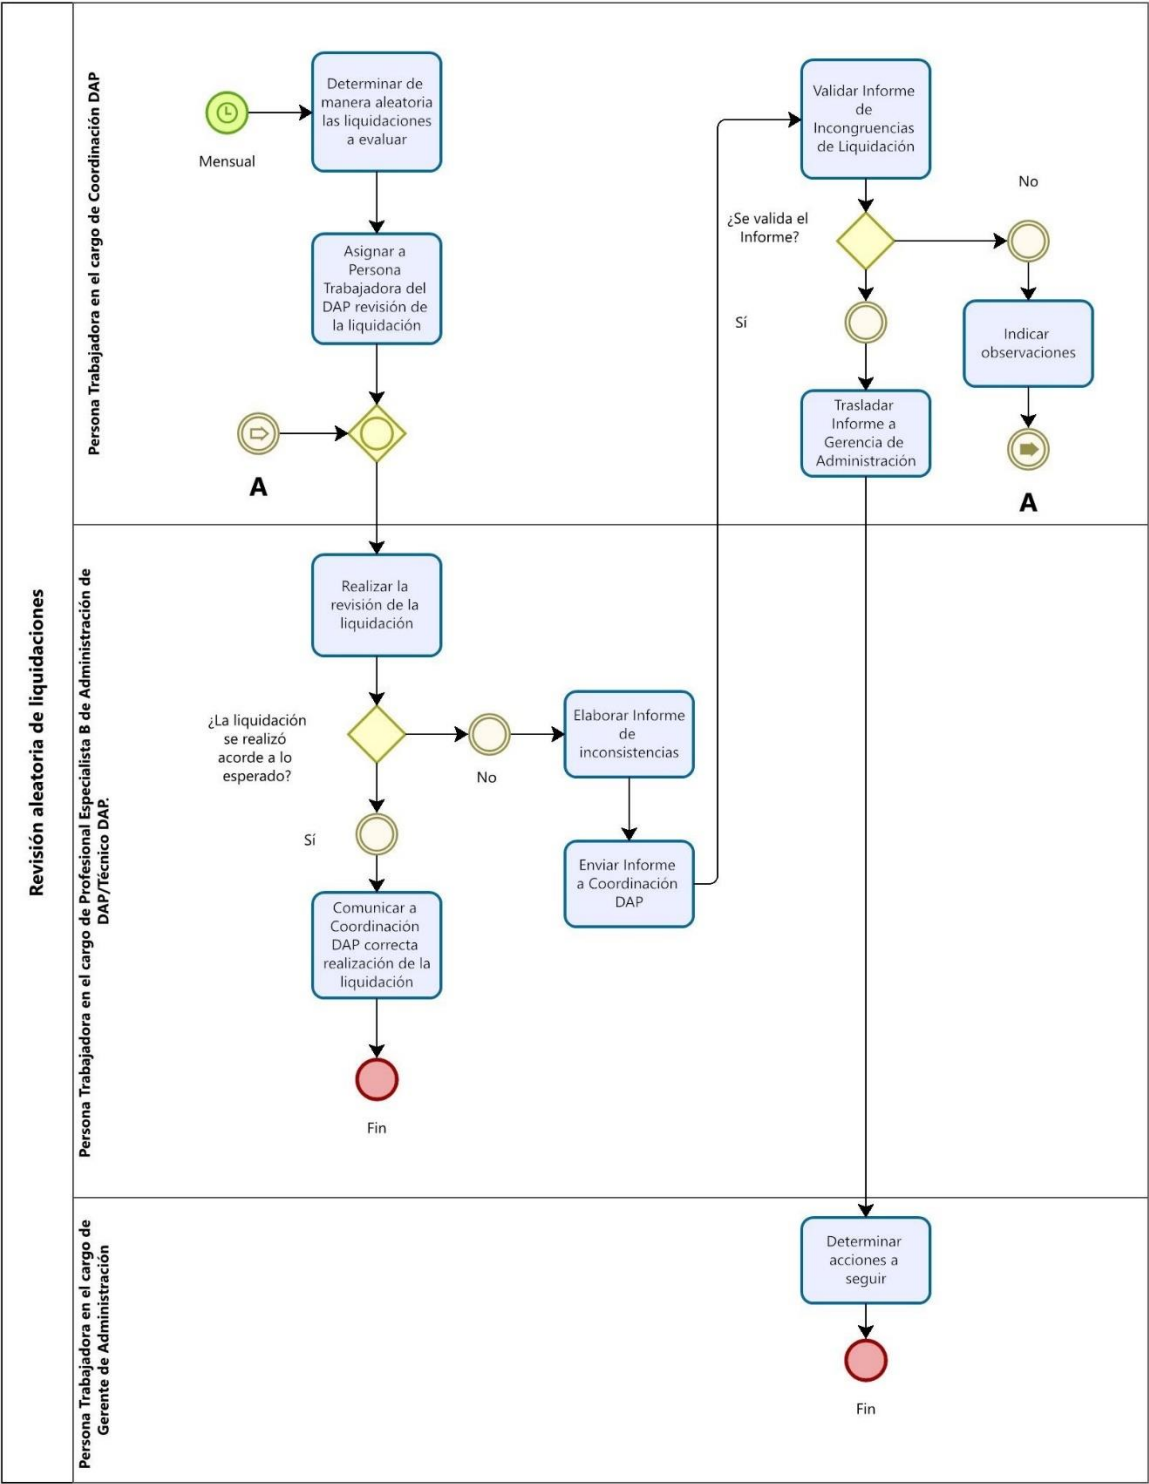 Revisión aleatoria de liquidaciones
Persona Trabajadora en el cargo de Coordinación DAP
Mensual
Determinar de
manera aleatoria
las liquidaciones
a evaluar
Asignar a
Persona
Trabajadora del
DAP revisión de
la liquidación
A
Validar Informe
de
Incongruencias
de Liquidación
¿Se valida el
Informe?
No
Sí
Indicar
observaciones
Trasladar
Informe a
Gerencia de
Administración
A
Persona Trabajadora en el cargo de Profesional Especialista B de Administración de
DAP/Técnico DAP.
Realizar la
revisión de la
liquidación
¿La liquidación
se realizó
acorde a lo
esperado?
No
Elaborar Informe
de
inconsistencias
Sí
Enviar Informe
a Coordinación
DAP
Comunicar a
Coordinación
DAP correcta
realización de la
liquidación
Fin
Persona Trabajadora en el cargo de
Gerente de Administración
Determinar
acciones a
seguir
Fin